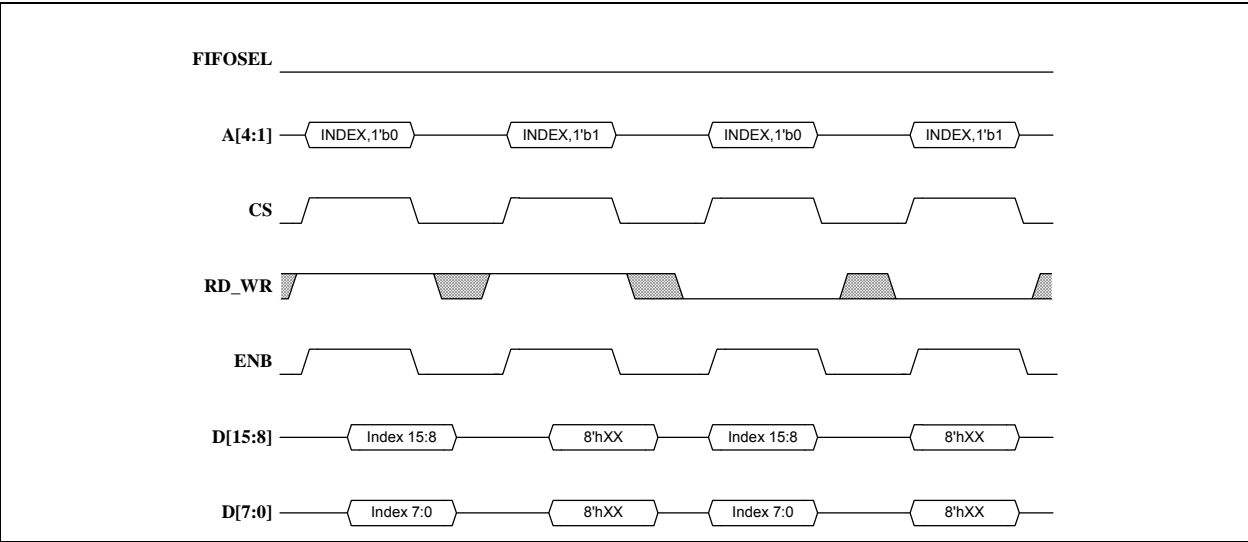 FIFOSEL
A[4:1] INDEX,1'b0 INDEX,1'b1 INDEX,1'b0 INDEX,1'b1
CS
RD_WR
ENB
D[15:8] Index 15:8 8'hXX Index 15:8 8'hXX
D[7:0] Index 7:0 8'hXX Index 7:0 8'hXX